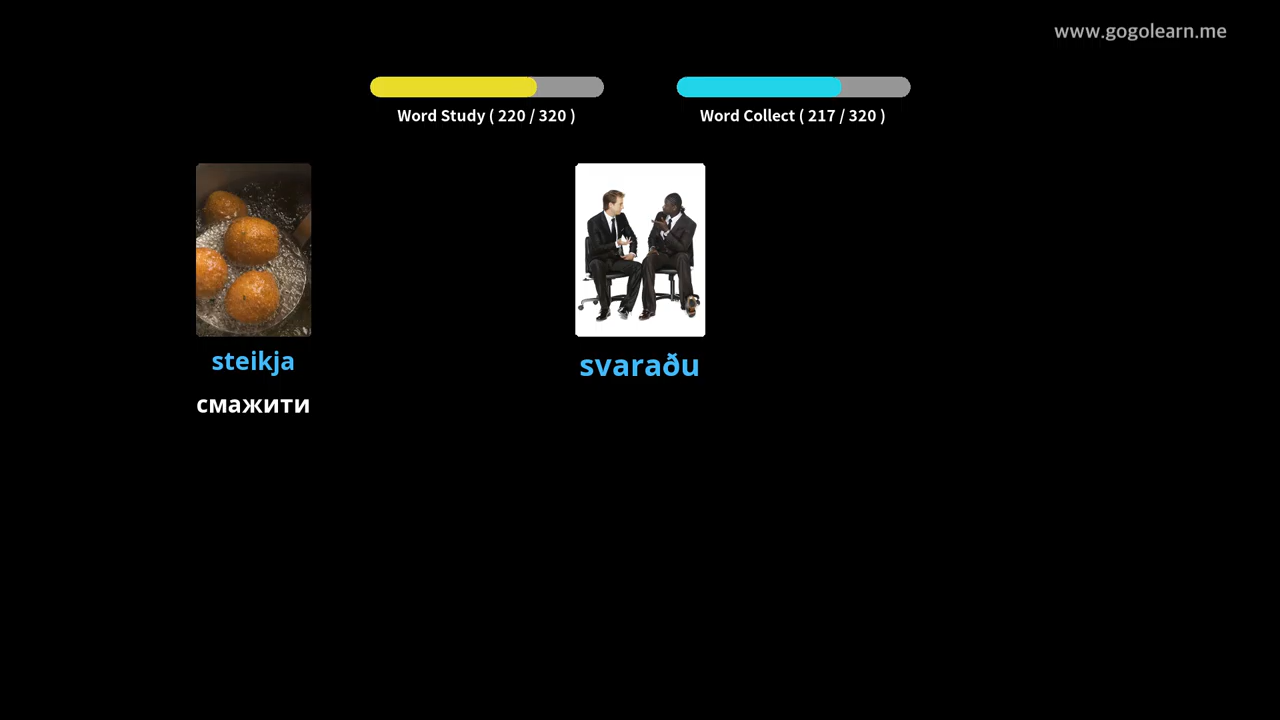 www.gogolearn.me
Word Study ( 220 / 320 )
Word Collect ( 217 / 320 )
steikja
смажити
svaraðu